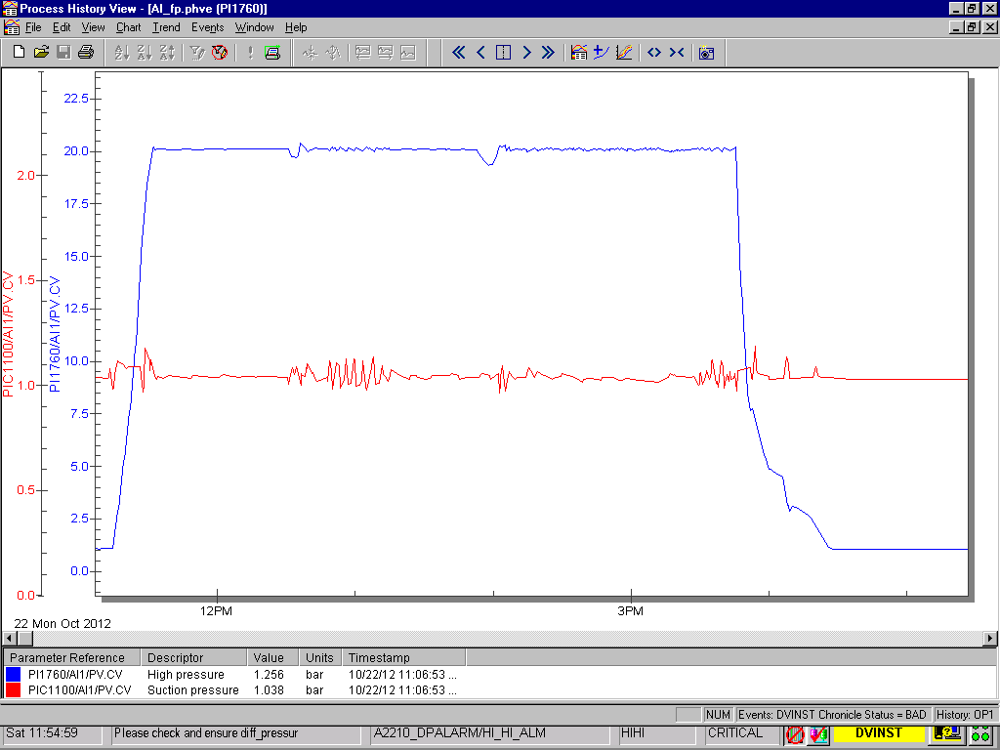 Process History View - [AI_fp.phve (PI1760)]
File Edit View Chart Trend Events Window Help
22.5
20.0
17.5
15.0
12.5
10.0
7.5
5.0
2.5
0.0
2.0
1.5
1.0
0.5
0.0
PIC1100/AI1/PV.CV
PI1760/AI1/PV.CV
12PM 3PM
22 Mon Oct 2012
Parameter Reference Descriptor Value Units Timestamp
PI1760/AI1/PV.CV High pressure 1.256 bar 10/22/12 11:06:53 ...
PIC1100/AI1/PV.CV Suction pressure 1.038 bar 10/22/12 11:06:53 ...
NUM Events: DVINST Chronicle Status = BAD History: OP1
Sat 11:54:59 Please check and ensure diff_pressur A2210_DPALARM/HI_HI_ALM HIHI CRITICAL DVINST